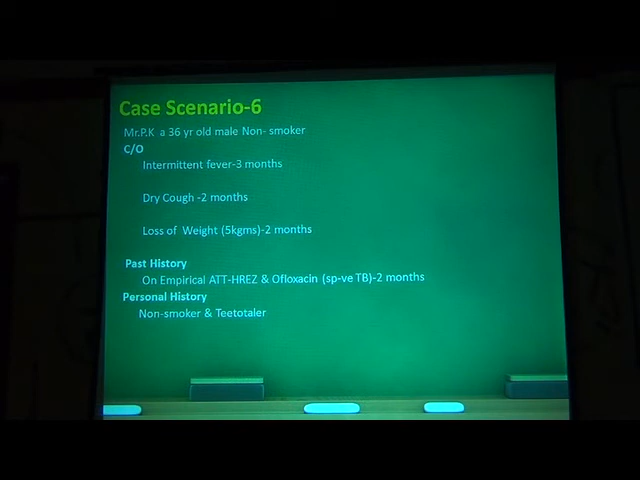 Case Scenario-6
Mr.P.K a 36 yr old male Non- smoker
C/O
Intermittent fever-3 months
Dry Cough -2 months
Loss of Weight (5kgms)-2 months
Past History
On Empirical ATT-HREZ & Ofloxacin (sp-ve TB)-2 months
Personal History
Non-smoker & Teetotaler